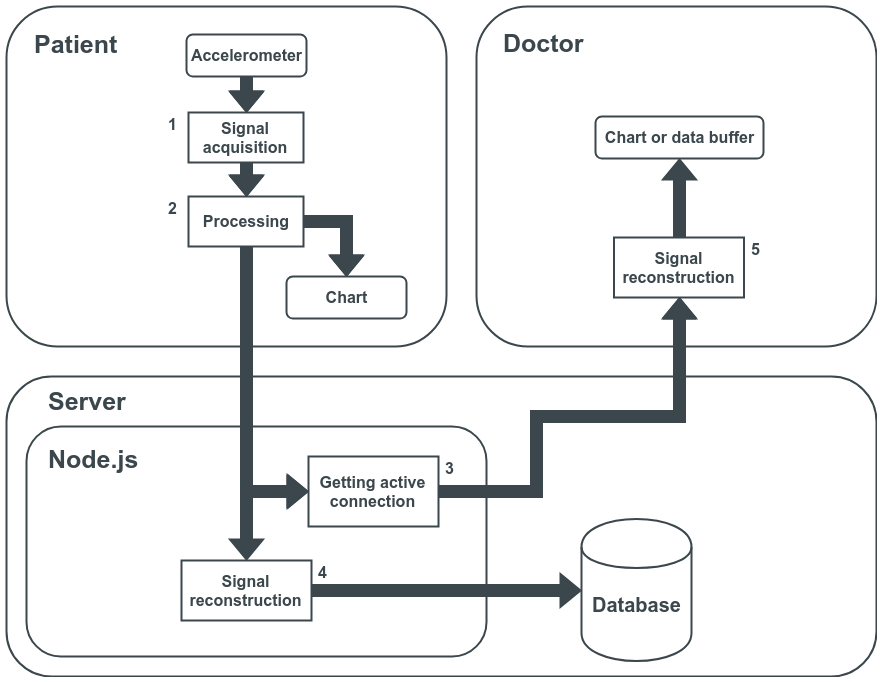 Patient
Accelerometer
1
Signal
acquisition
2
Processing
Chart
Doctor
Chart or data buffer
Signal
reconstruction
5
Server
Node.js
Getting active
connection
3
Signal
reconstruction
4
Database